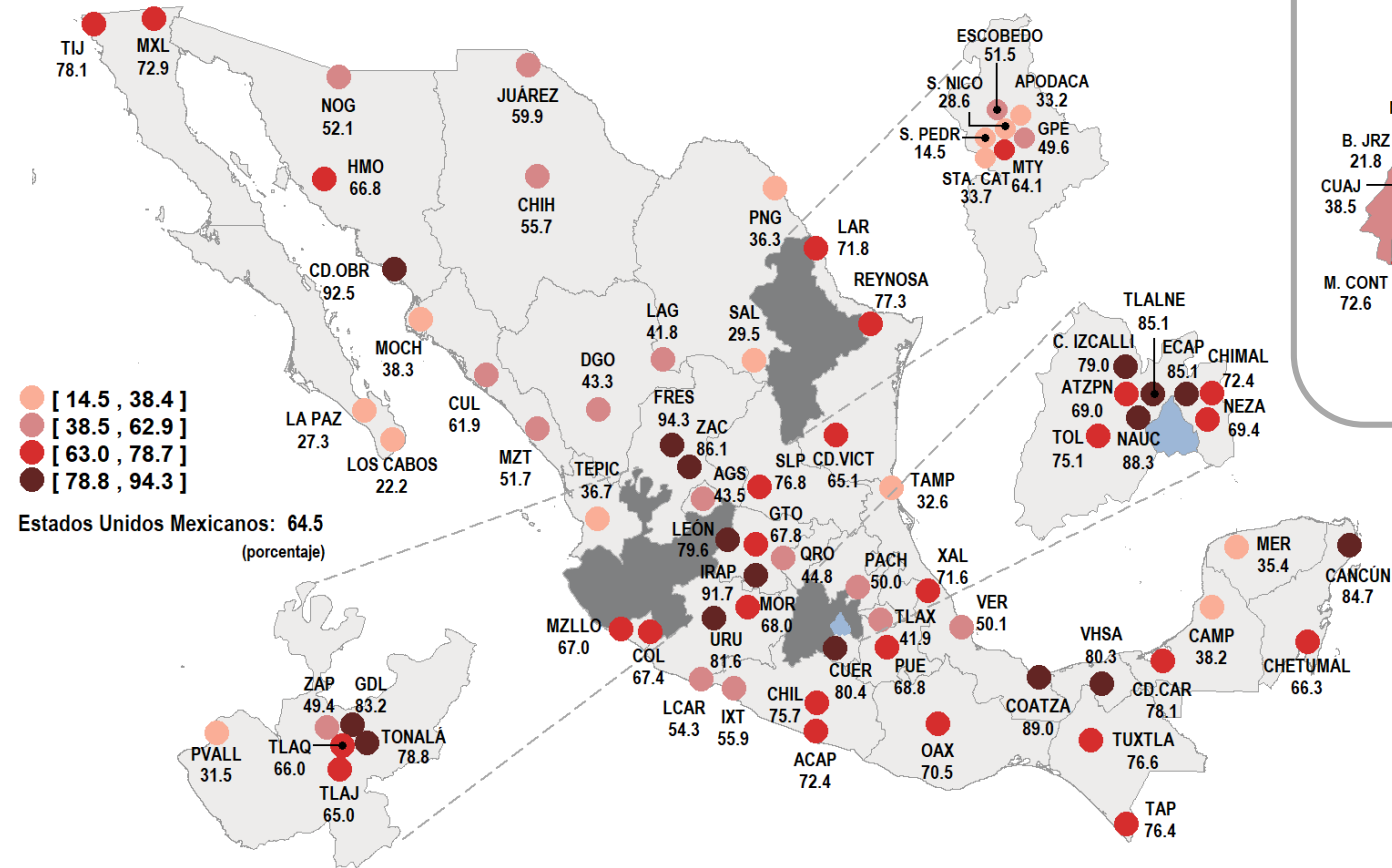 TIJ
78.1
MXL
72.9
NOG
52.1
HMO
66.8
JUÁREZ
59.9
CHIH
55.7
ESCOBEDO
51.5
S. NICO
28.6
APODACA
33.2
S. PEDR
14.5
GPE
49.6
STA. CAT
33.7
MTY
64.1
B. JRZ
21.8
CUAJ
38.5
M. CONT
72.6
PNG
36.3
LAR
71.8
REYNOSA
77.3
CD.OBR
92.5
MOCH
38.3
LAG
41.8
SAL
29.5
DGO
43.3
LA PAZ
27.3
LOS CABOS
22.2
CUL
61.9
MZT
51.7
FRES
94.3
ZAC
86.1
TEPIC
36.7
AGS
43.5
SLP
76.8
CD.VICT
65.1
TAMP
32.6
TLALNE
85.1
C. IZCALLI
79.0
ECAP
85.1
CHIMAL
72.4
ATZPN
69.0
NEZA
69.4
TOL
75.1
NAUC
88.3
[ 14.5 , 38.4 ]
[ 38.5 , 62.9 ]
[ 63.0 , 78.7 ]
[ 78.8 , 94.3 ]
Estados Unidos Mexicanos: 64.5
(porcentaje)
LEÓN
79.6
GTO
67.8
IRAP
91.7
QRO
44.8
PACH
50.0
XAL
71.6
MOR
68.0
TLAX
41.9
VER
50.1
MZLLO
67.0
COL
67.4
URU
81.6
CUER
80.4
PUE
68.8
LCAR
54.3
IXT
55.9
CHIL
75.7
ACAP
72.4
OAX
70.5
COATZA
89.0
VHSA
80.3
CD.CAR
78.1
TUXTLA
76.6
TAP
76.4
MER
35.4
CANCÚN
84.7
CAMP
38.2
CHETUMAL
66.3
ZAP
49.4
GDL
83.2
PVALL
31.5
TLAQ
66.0
TONALÁ
78.8
TLAJ
65.0